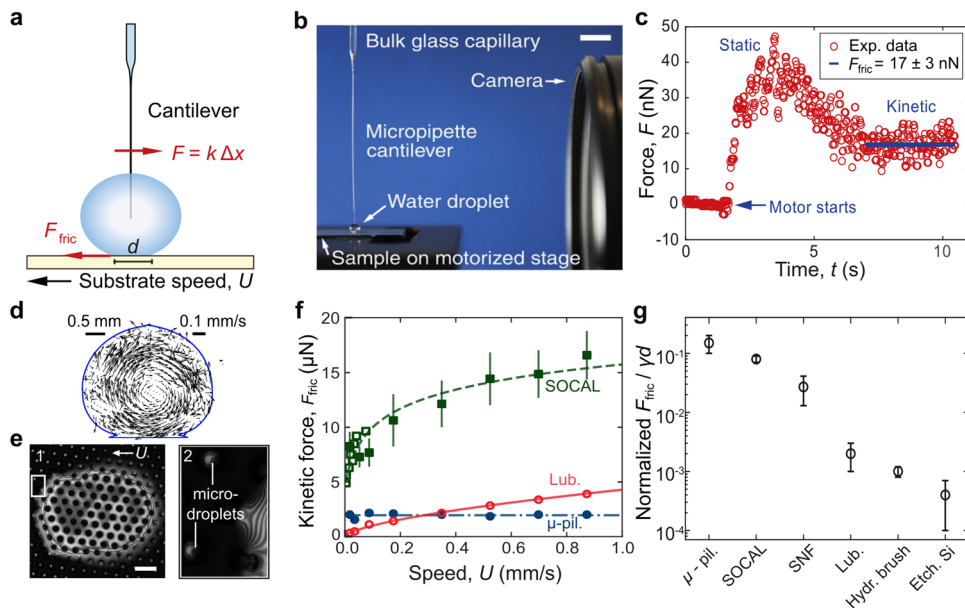 a
Cantilever
F = k Δx
F_fric
d
Substrate speed, U
b
Bulk glass capillary
Camera
Micropipette
cantilever
Water droplet
Sample on motorized stage
c
Force, F (nN)
50
40
30
20
10
0
-10
Static
Exp. data
F_fric = 17 ± 3 nN
Kinetic
Motor starts
0
5
10
Time, t (s)
d
0.5 mm
0.1 mm/s
e
1
U
2
micro-
droplets
f
Kinetic force, F_fric (μN)
20
15
10
5
0
SOCAL
Lub.
μ-pil.
0.0
0.2
0.4
0.6
0.8
1.0
Speed, U (mm/s)
g
Normalized F_fric / γd
10⁻¹
10⁻²
10⁻³
10⁻⁴
μ - pil.
SOCAL
SNF
Lub.
Hydr. brush
Etch. Si